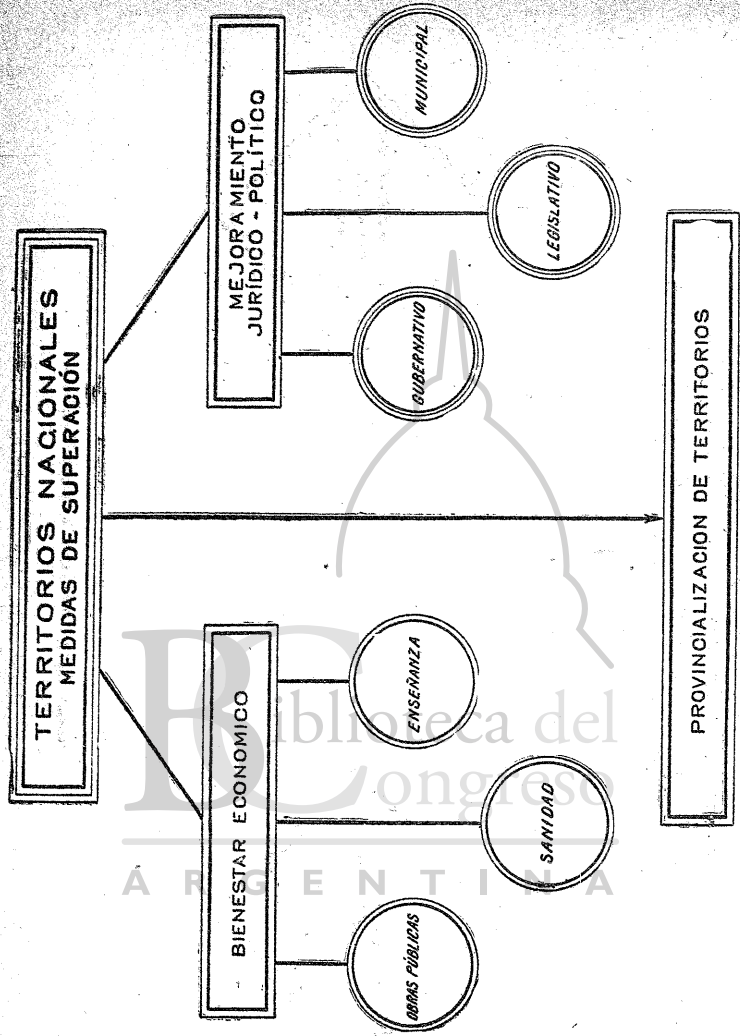 TERRITORIOS NACIONALES
MEDIDAS DE SUPERACIÓN
BIENESTAR ECONOMICO
MEJORAMIENTO
JURÍDICO - POLÍTICO
OBRAS PÚBLICAS
SANIDAD
ENSEÑANZA
GUBERNATIVO
LEGISLATIVO
MUNICIPAL
PROVINCIALIZACION DE TERRITORIOS
Biblioteca del
Congreso
ARGENTINA